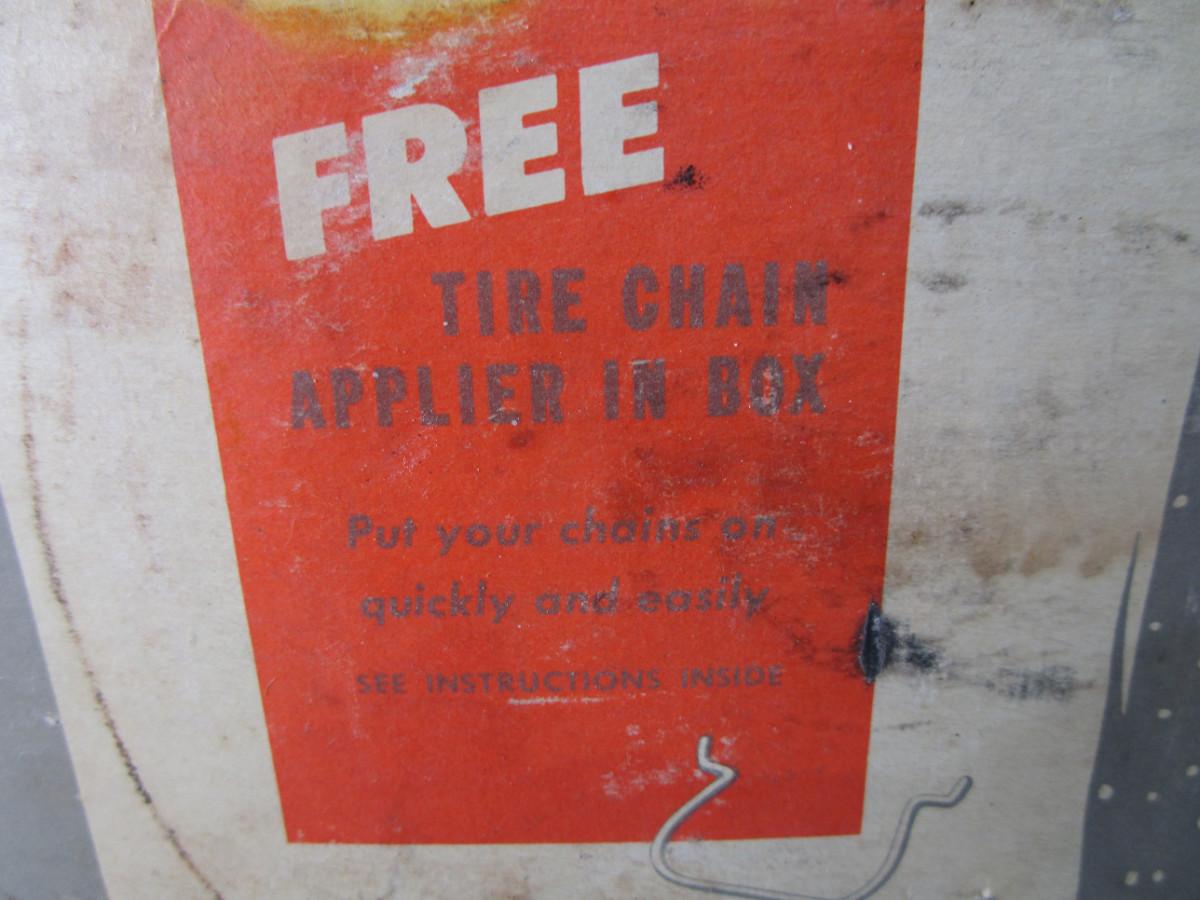 FREE
TIRE CHAIN
APPLIER IN BOX
Put your chains on
quickly and easily
SEE INSTRUCTIONS INSIDE